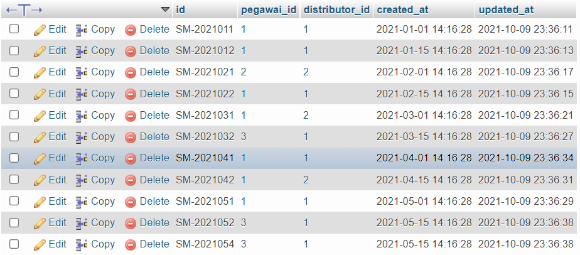 id pegawai_id distributor_id created_at updated_at
Edit Copy Delete SM-2021011 1 1 2021-01-01 14:16:28 2021-10-09 23:36:11
Edit Copy Delete SM-2021012 1 1 2021-01-15 14:16:28 2021-10-09 23:36:13
Edit Copy Delete SM-2021021 2 2 2021-02-01 14:16:28 2021-10-09 23:36:17
Edit Copy Delete SM-2021022 1 1 2021-02-15 14:16:28 2021-10-09 23:36:15
Edit Copy Delete SM-2021031 1 2 2021-03-01 14:16:28 2021-10-09 23:36:21
Edit Copy Delete SM-2021032 3 1 2021-03-15 14:16:28 2021-10-09 23:36:27
Edit Copy Delete SM-2021041 1 1 2021-04-01 14:16:28 2021-10-09 23:36:34
Edit Copy Delete SM-2021042 1 2 2021-04-15 14:16:28 2021-10-09 23:36:31
Edit Copy Delete SM-2021051 1 1 2021-05-01 14:16:28 2021-10-09 23:36:29
Edit Copy Delete SM-2021052 3 1 2021-05-15 14:16:28 2021-10-09 23:36:38
Edit Copy Delete SM-2021054 3 1 2021-05-15 14:16:28 2021-10-09 23:36:38